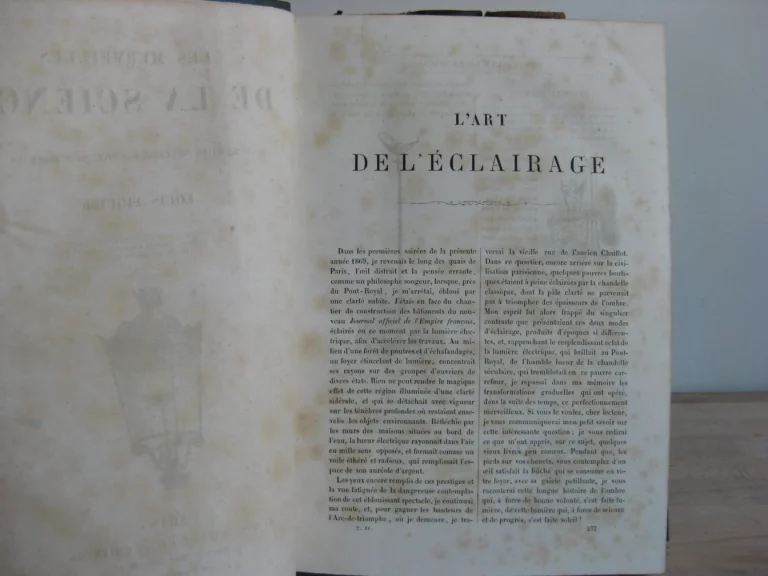 L'ART
DE L'ÉCLAIRAGE
Dans les premières soirées de la présente
année 1869, je revenais le long des quais de
Paris, l'œil distrait et la pensée errante,
comme un philosophe songeur, lorsque, près
du Pont-Royal, je m'arrêtai, ébloui par
une clarté subite. J'étais en face du chan-
tier de construction des bâtiments du nou-
veau Journal officiel de l'Empire français,
éclairés en ce moment par la lumière élec-
trique, afin d'accélérer les travaux. Au mi-
lieu d'une forêt de poutres et d'échafaudages,
un foyer étincelant de lumière, concentrait
ses rayons sur des groupes d'ouvriers de
divers états. Rien ne peut rendre le magique
effet de cette région illuminée d'une clarté
sidérale, et qui se détachait avec vigueur
sur les ténèbres profondes où restaient enve-
velis les objets environnants. Réfléchie par
les murs des maisons situées au bord de
l'eau, la lueur électrique rayonnait dans l'air
en mille sens opposés, et formait comme un
voile éthéré et radieux, qui remplissait l'es-
pace de son auréole d'argent.
Les yeux encore remplis de ces prestiges et
la vue fatiguée de la dangereuse contempla-
tion de cet éblouissant spectacle, je continuai
ma route, et, pour gagner les hauteurs de
l'Arc-de-triomphe, où je demeure, je tra-
versai la vieille rue de l'ancien Chaillot.
Dans ce quartier, encore arriéré sur la civi-
lisation parisienne, quelques pauvres bouti-
ques étaient à peine éclairées par la chandelle
classique, dont la pâle clarté ne parvenait
pas à triompher des épaisseurs de l'ombre.
Mon esprit fut alors frappé du singulier
contraste que présentaient ces deux modes
d'éclairage, produits d'époques si différen-
tes, et, rapprochant le resplendissant éclat de
la lumière électrique, qui brillait au Pont-
Royal, de l'humble lueur de la chandelle
séculaire, qui tremblotait en ce pauvre car-
refour, je repassai dans ma mémoire les
transformations graduelles qui ont opéré,
dans la suite des temps, ce perfectionnement
merveilleux. Si vous le voulez, cher lecteur,
je vous communiquerai mon petit savoir sur
cette intéressante question ; je vous redirai
ce que m'ont appris, sur ce sujet, quelques
vieux livres peu connus. Pendant que, les
pieds sur vos chenets, vous contemplez d'un
œil satisfait la bûche qui se consume en vo-
tre foyer, avec sa gaieté pétillante, je vous
raconterai cette longue histoire de l'ombre
qui, à force de bonne volonté, s'est faite lu-
mière, de cette lumière qui, à force de science
et de progrès, s'est faite soleil !
T. IV.
277